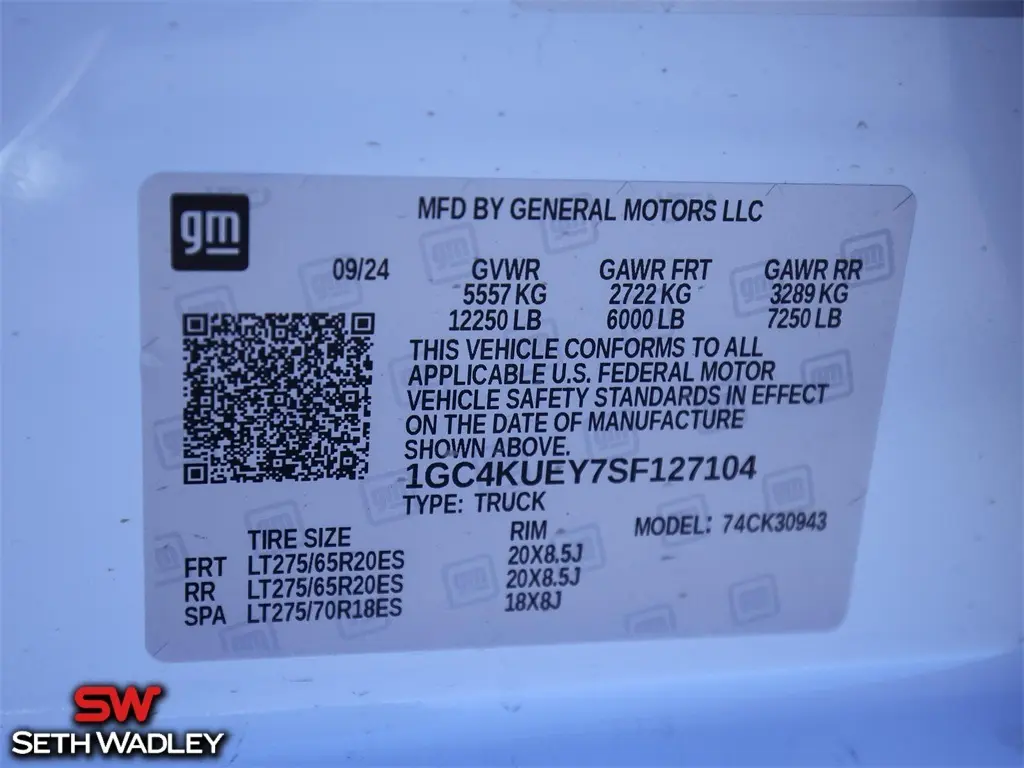 gm
MFD BY GENERAL MOTORS LLC
09/24 GVWR GAWR FRT GAWR RR
5557 KG 2722 KG 3289 KG
12250 LB 6000 LB 7250 LB
THIS VEHICLE CONFORMS TO ALL
APPLICABLE U.S. FEDERAL MOTOR
VEHICLE SAFETY STANDARDS IN EFFECT
ON THE DATE OF MANUFACTURE
SHOWN ABOVE.
1GC4KUEY7SF127104
TYPE: TRUCK
MODEL: 74CK30943
TIRE SIZE RIM
FRT LT275/65R20ES 20X8.5J
RR LT275/65R20ES 20X8.5J
SPA LT275/70R18ES 18X8J
SW
SETH WADLEY